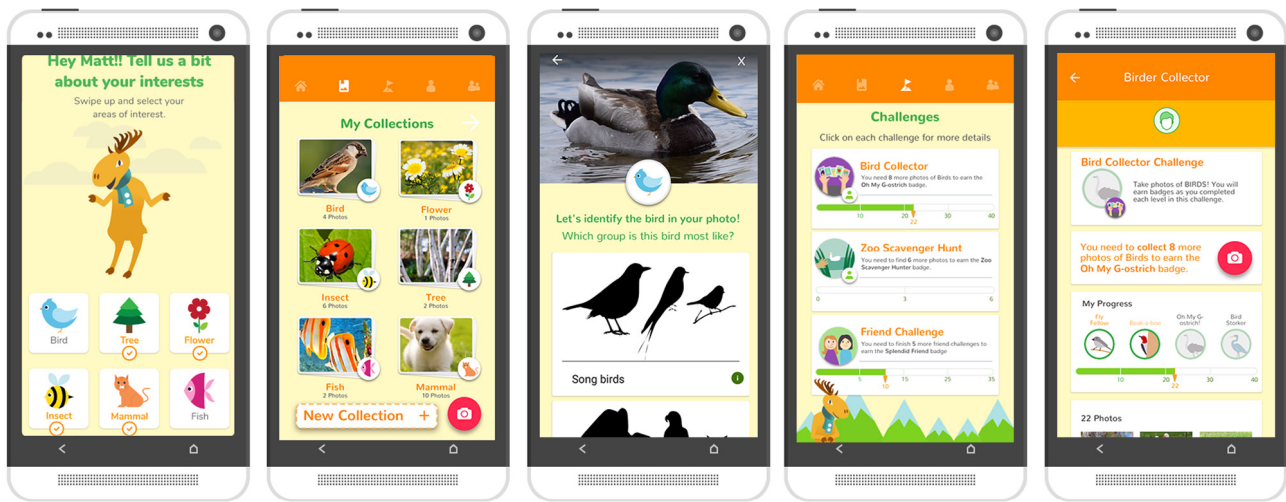 Hey Matt!! Tell us a bit
about your interests
Swipe up and select your
areas of interest.
Bird
Tree
Flower
Insect
Mammal
Fish
My Collections
Bird
4 Photos
Flower
1 Photos
Insect
6 Photos
Tree
2 Photos
Fish
2 Photos
Mammal
10 Photos
New Collection +
X
Let's identify the bird in your photo!
Which group is this bird most like?
Song birds
i
Challenges
Click on each challenge for more details
Bird Collector
You need 8 more photos of Birds to earn the
Oh My G-ostrich badge.
10 20 30 40
22
Zoo Scavenger Hunt
You need to find 6 more photos to earn the Zoo
Scavenger Hunter badge.
0 3 6
Friend Challenge
You need to finish 5 more friend challenges to
earn the Splendid Friend badge
5 10 15 25 35
Birder Collector
Bird Collector Challenge
Take photos of BIRDS! You will
earn badges as you completed
each level in this challenge.
You need to collect 8 more
photos of Birds to earn the
Oh My G-ostrich badge.
My Progress
Fly
Fellow
Oh My G-
ostrich!
Bird
Storker
10 20 30 40
22
22 Photos